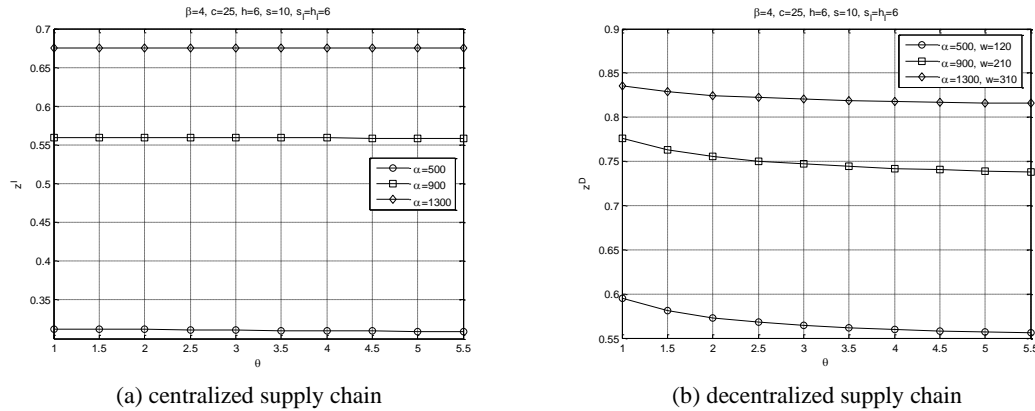 β=4, c=25, h=6, s=10, s_l=h_l=6
0.7
0.65
0.6
0.55
0.5
0.45
0.4
0.35
z^I
α=500
α=900
α=1300
1 1.5 2 2.5 3 3.5 4 4.5 5 5.5
θ
(a) centralized supply chain
β=4, c=25, h=6, s=10, s_l=h_l=6
0.9
0.85
0.8
0.75
0.7
0.65
0.6
0.55
z^D
α=500, w=120
α=900, w=210
α=1300, w=310
1 1.5 2 2.5 3 3.5 4 4.5 5 5.5
θ
(b) decentralized supply chain